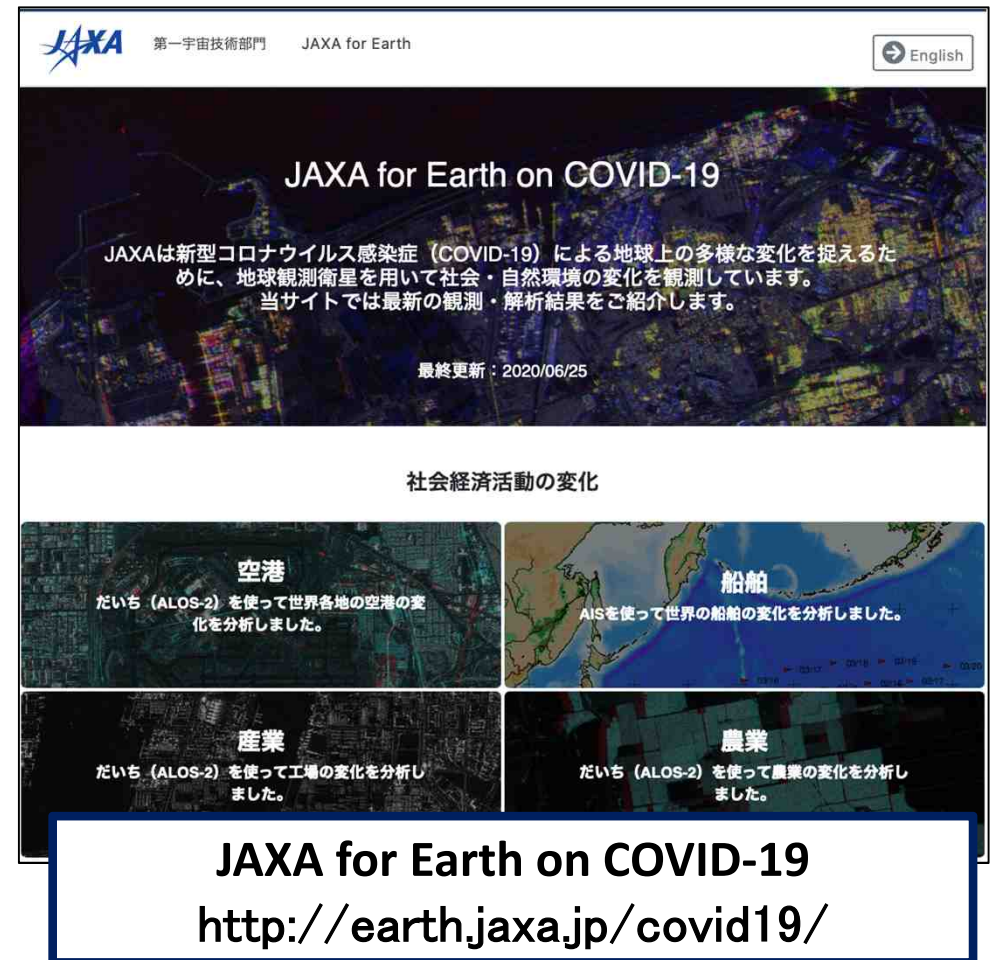 JAXA
第一宇宙技術部門 JAXA for Earth
English
JAXA for Earth on COVID-19
JAXAは新型コロナウイルス感染症（COVID-19）による地球上の多様な変化を捉えるた
めに、地球観測衛星を用いて社会・自然環境の変化を観測しています。
当サイトでは最新の観測・解析結果をご紹介します。
最終更新：2020/06/25
社会経済活動の変化
空港
だいち（ALOS-2）を使って世界各地の空港の変
化を分析しました。
船舶
AISを使って世界の船舶の変化を分析しました。
産業
だいち（ALOS-2）を使って工場の変化を分析し
ました。
農業
だいち（ALOS-2）を使って農業の変化を分析し
ました。
JAXA for Earth on COVID-19
http://earth.jaxa.jp/covid19/